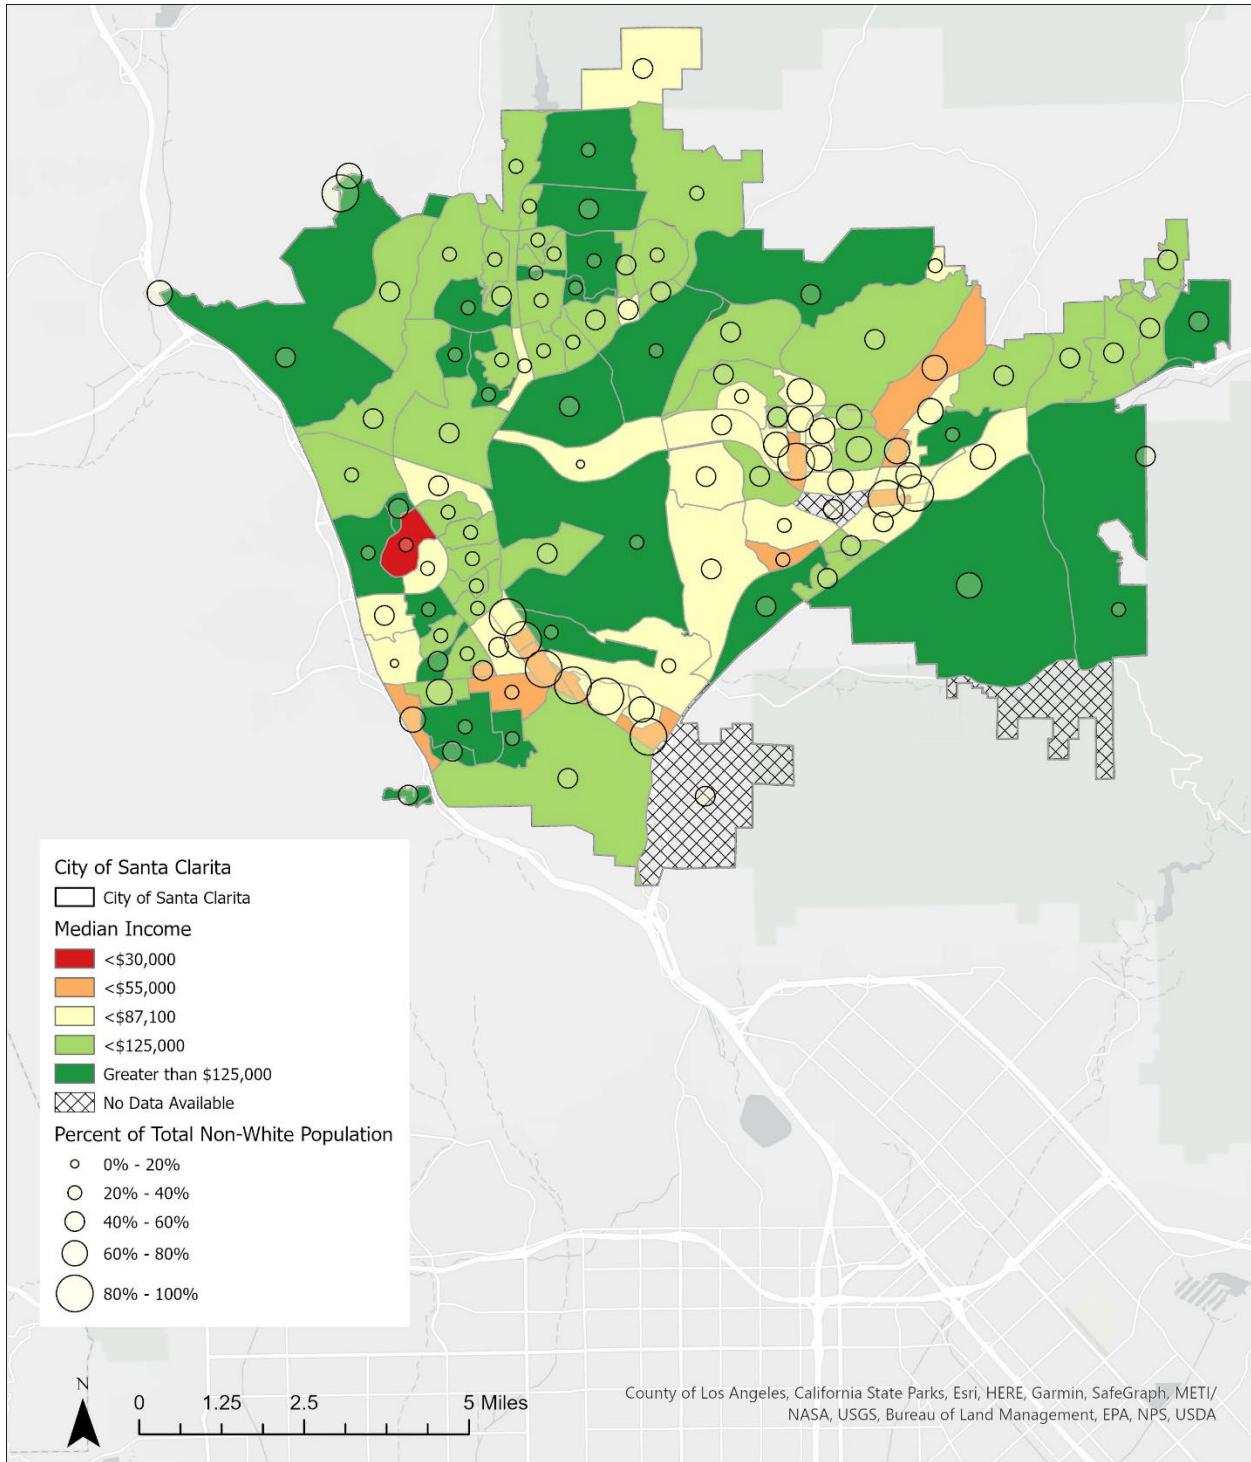 City of Santa Clarita
City of Santa Clarita
Median Income
<$30,000
<$55,000
<$87,100
<$125,000
Greater than $125,000
No Data Available
Percent of Total Non-White Population
0% - 20%
20% - 40%
40% - 60%
60% - 80%
80% - 100%
N
0 1.25 2.5 5 Miles
County of Los Angeles, California State Parks, Esri, HERE, Garmin, SafeGraph, METI/
NASA, USGS, Bureau of Land Management, EPA, NPS, USDA